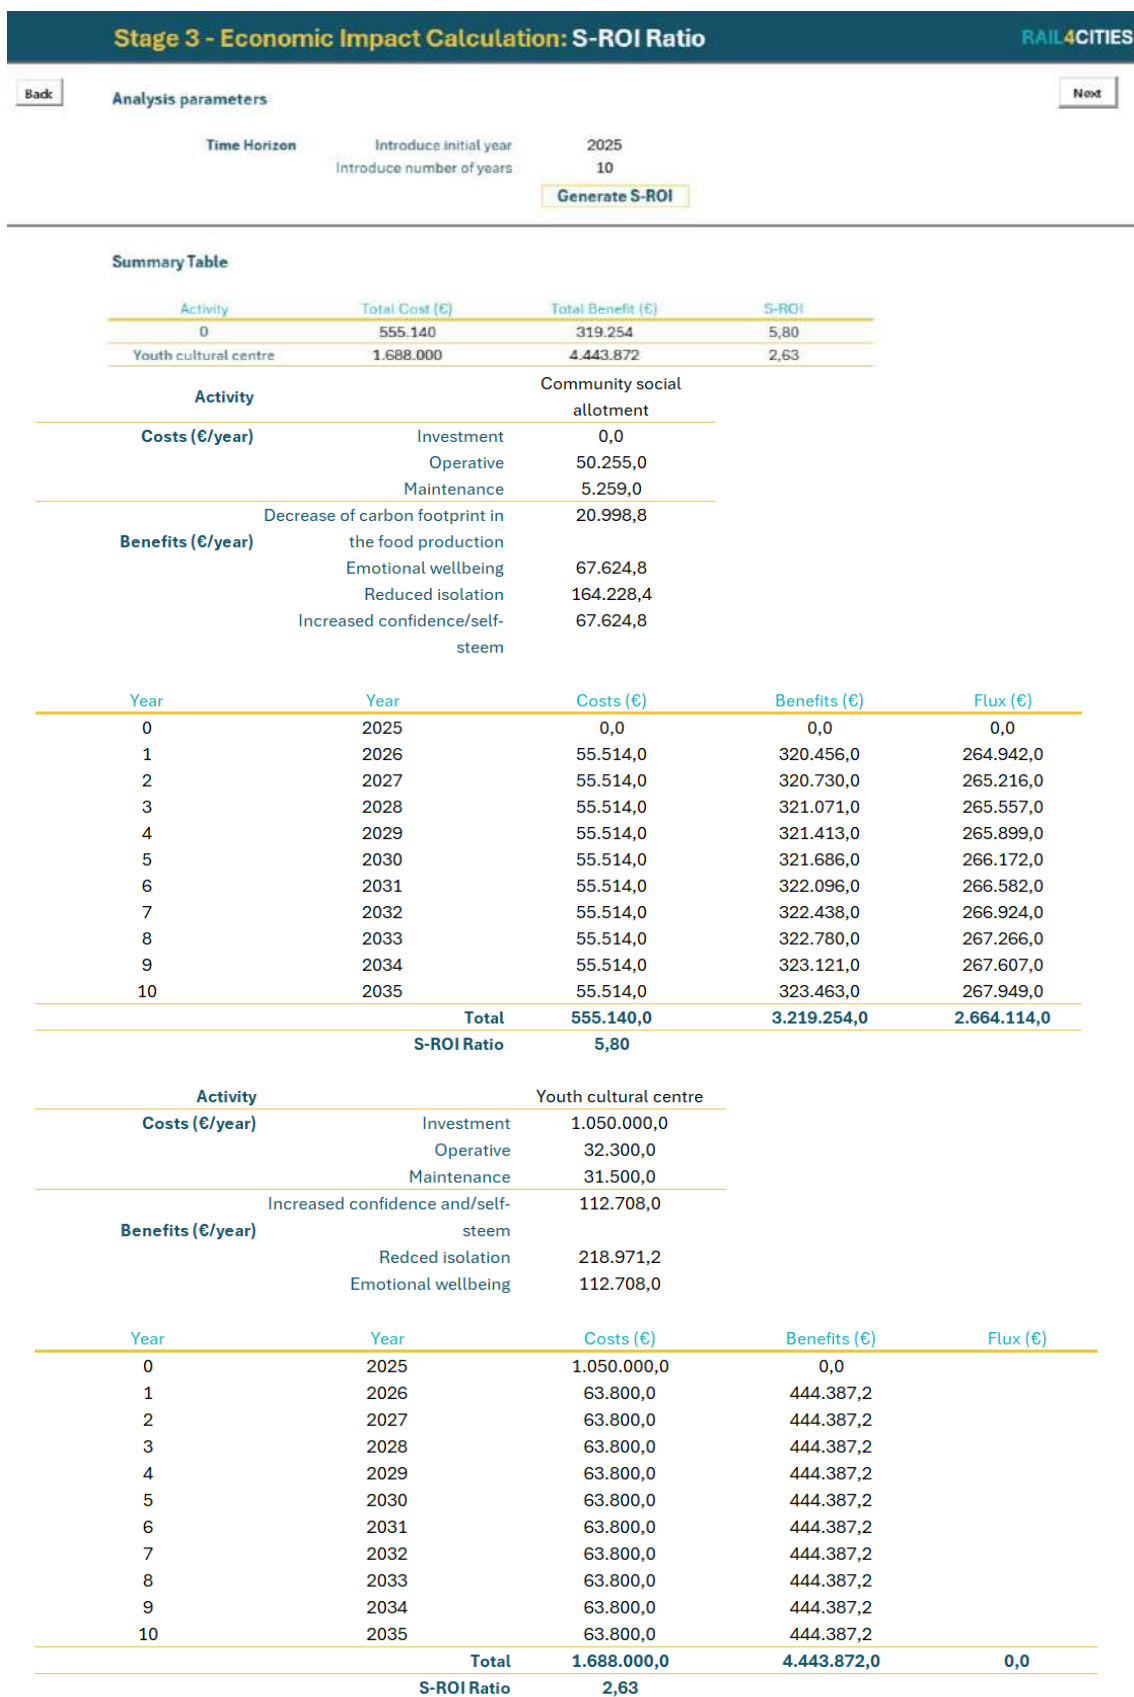 Stage 3 - Economic Impact Calculation: S-ROI Ratio RAIL4CITIES
Back Analysis parameters Next
Time Horizon Introduce initial year 2025
Introduce number of years 10
Generate S-ROI
Summary Table
Activity Total Cost (€) Total Benefit (€) S-ROI
0 555.140 319.254 5,80
Youth cultural centre 1.688.000 4.443.872 2,63
Activity Community social
allotment
Costs (€/year) Investment 0,0
Operative 50.255,0
Maintenance 5.259,0
Decrease of carbon footprint in 20.998,8
Benefits (€/year) the food production
Emotional wellbeing 67.624,8
Reduced isolation 164.228,4
Increased confidence/self- 67.624,8
steem
Year Year Costs (€) Benefits (€) Flux (€)
0 2025 0,0 0,0 0,0
1 2026 55.514,0 320.456,0 264.942,0
2 2027 55.514,0 320.730,0 265.216,0
3 2028 55.514,0 321.071,0 265.557,0
4 2029 55.514,0 321.413,0 265.899,0
5 2030 55.514,0 321.686,0 266.172,0
6 2031 55.514,0 322.096,0 266.582,0
7 2032 55.514,0 322.438,0 266.924,0
8 2033 55.514,0 322.780,0 267.266,0
9 2034 55.514,0 323.121,0 267.607,0
10 2035 55.514,0 323.463,0 267.949,0
Total 555.140,0 3.219.254,0 2.664.114,0
S-ROI Ratio 5,80
Activity Youth cultural centre
Costs (€/year) Investment 1.050.000,0
Operative 32.300,0
Maintenance 31.500,0
Increased confidence and/self- 112.708,0
Benefits (€/year) steem
Redced isolation 218.971,2
Emotional wellbeing 112.708,0
Year Year Costs (€) Benefits (€) Flux (€)
0 2025 1.050.000,0 0,0
1 2026 63.800,0 444.387,2
2 2027 63.800,0 444.387,2
3 2028 63.800,0 444.387,2
4 2029 63.800,0 444.387,2
5 2030 63.800,0 444.387,2
6 2031 63.800,0 444.387,2
7 2032 63.800,0 444.387,2
8 2033 63.800,0 444.387,2
9 2034 63.800,0 444.387,2
10 2035 63.800,0 444.387,2
Total 1.688.000,0 4.443.872,0 0,0
S-ROI Ratio 2,63